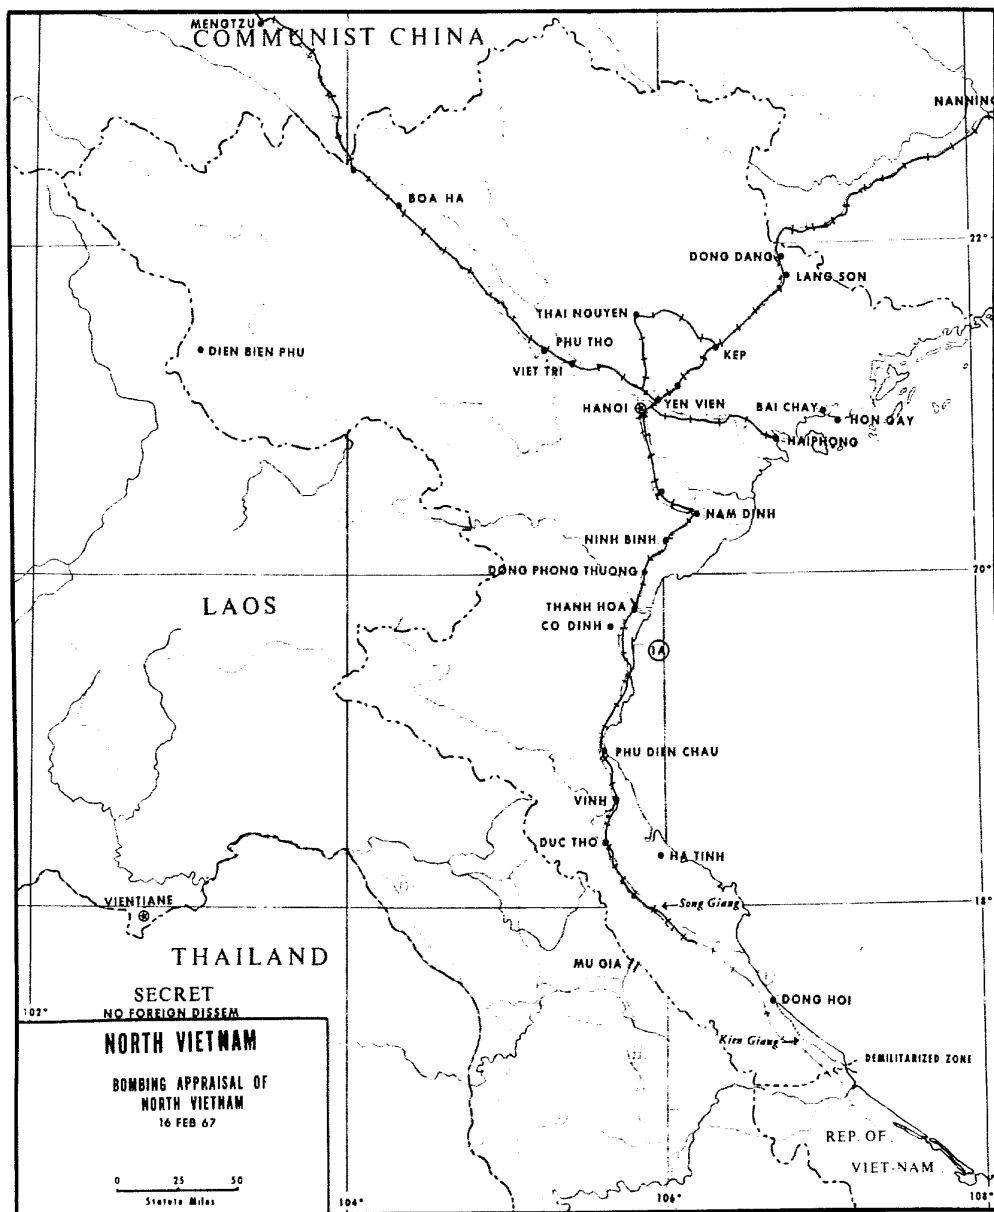 MENGTZU
COMMUNIST CHINA
NANNING
BOA HA
22°
DONG DANG
LANG SON
THAI NGUYEN
DIEN BIEN PHU
PHU THO
KEP
VIET TRI
HANOI
YEN VIEN
BAI CHAY
HON GAY
HAIPHONG
NAM DINH
NINH BINH
DONG PHONG THUONG
20°
LAOS
THANH HOA
CO DINH
1A
PHU DIEN CHAU
VINH
DUC THO
HA TINH
VIENTIANE
Song Giang
18°
THAILAND
MU GIA
SECRET
NO FOREIGN DISSEM
DONG HOI
102°
NORTH VIETNAM
Kien Giang
DEMILITARIZED ZONE
BOMBING APPRAISAL OF
NORTH VIETNAM
16 FEB 67
REP. OF
VIET-NAM
0 25 50
Statute Miles
104°
106°
108°